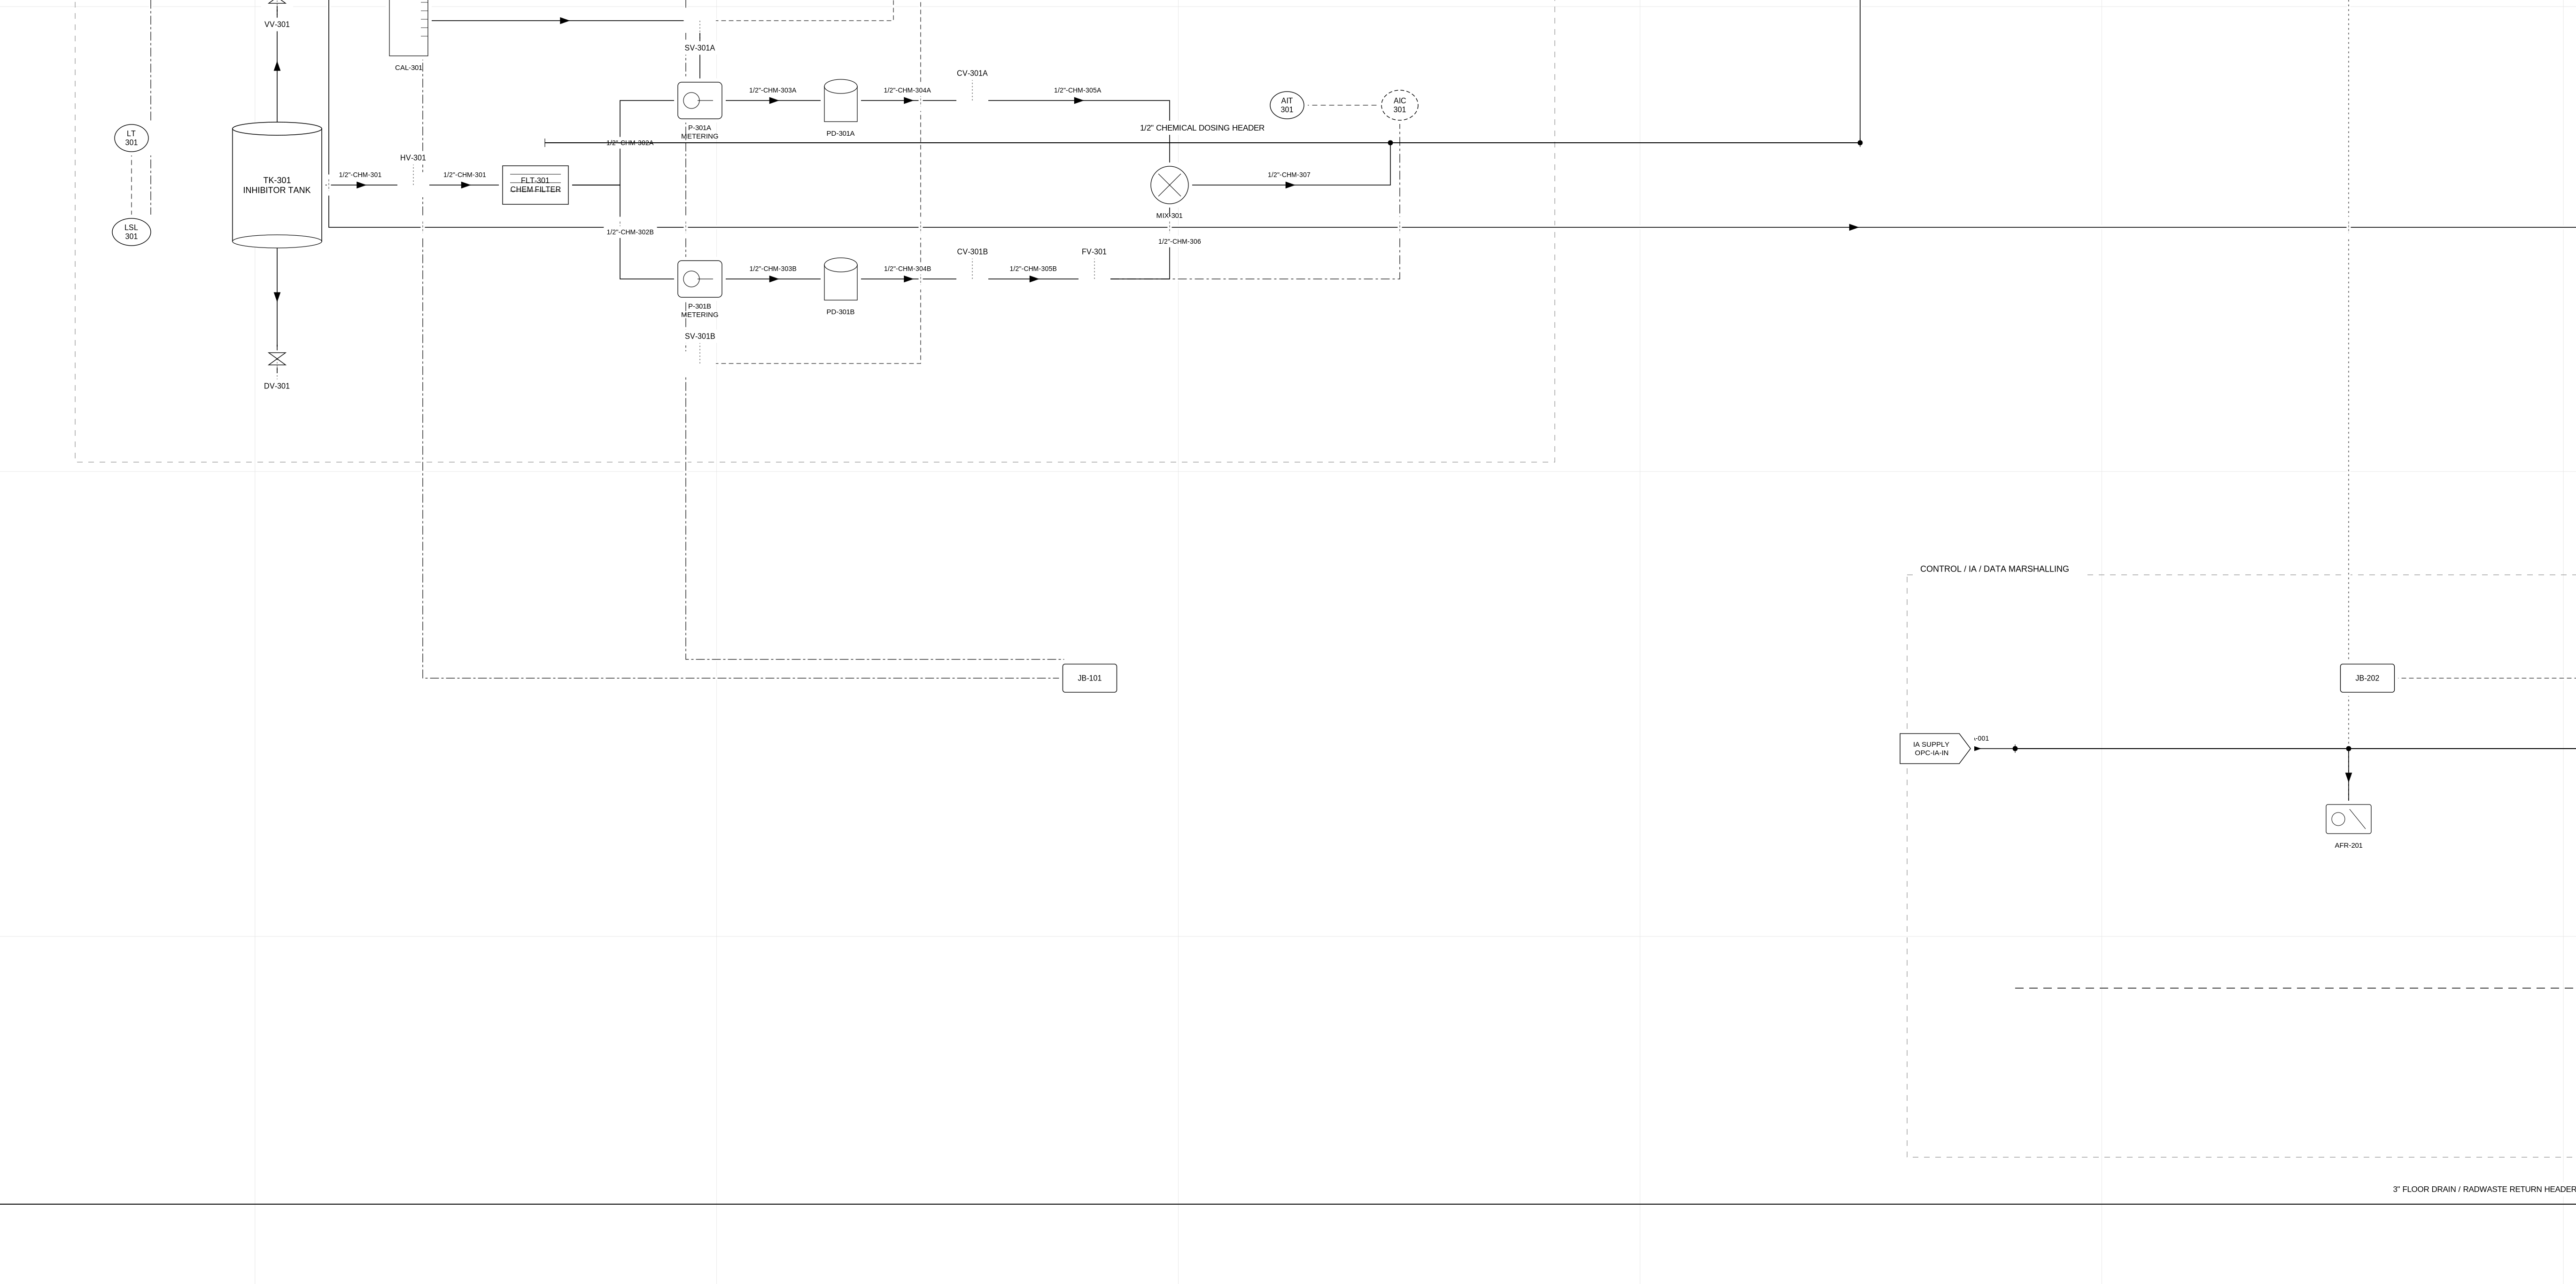 VV-301
SV-301A
CAL-301
CV-301A
1/2"-CHM-303A
1/2"-CHM-304A
1/2"-CHM-305A
AIT
301
AIC
301
P-301A
METERING
PD-301A
1/2" CHEMICAL DOSING HEADER
LT
301
1/2"-CHM-302A
HV-301
TK-301
INHIBITOR TANK
1/2"-CHM-301
1/2"-CHM-301
FLT-301
CHEM FILTER
1/2"-CHM-307
MIX-301
LSL
301
1/2"-CHM-302B
1/2"-CHM-306
CV-301B
FV-301
1/2"-CHM-303B
1/2"-CHM-304B
1/2"-CHM-305B
P-301B
METERING
PD-301B
SV-301B
DV-301
CONTROL / IA / DATA MARSHALLING
JB-101
JB-202
IA SUPPLY
OPC-IA-IN
-001
AFR-201
3" FLOOR DRAIN / RADWASTE RETURN HEADER